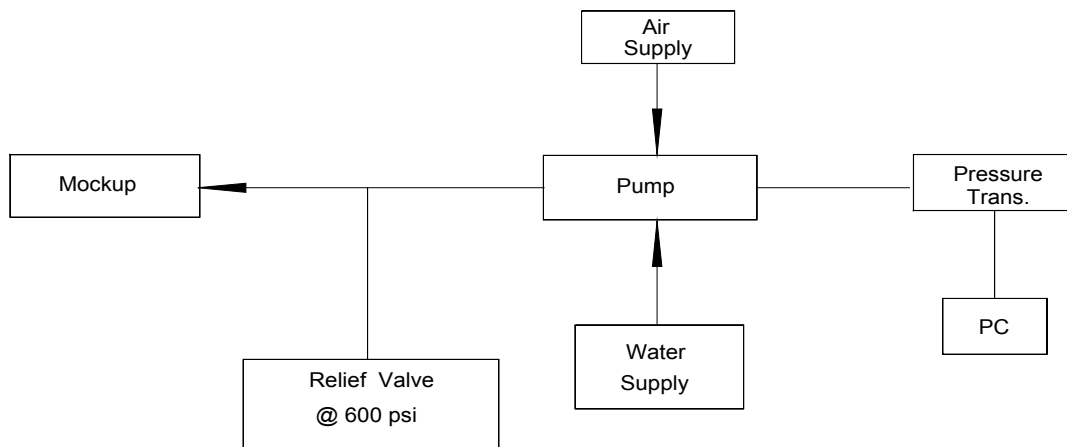 Air
Supply
Mockup
Pump
Pressure
Trans.
PC
Water
Supply
Relief Valve
@ 600 psi